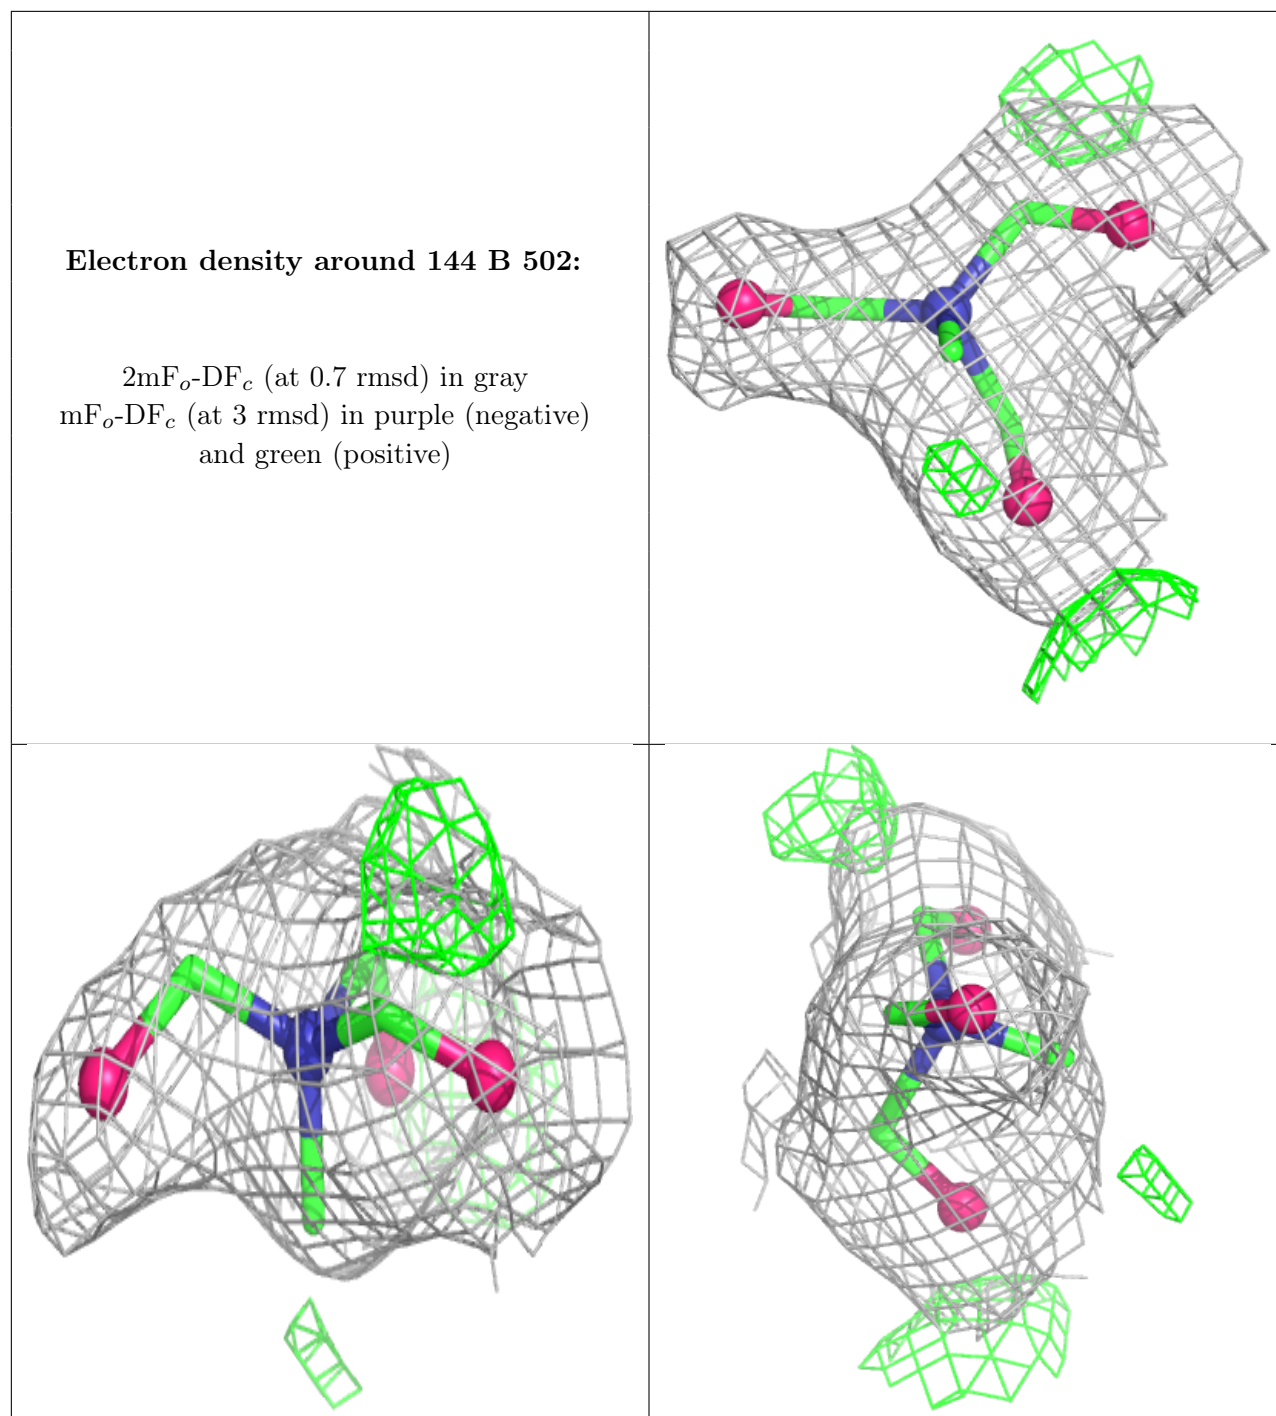 Electron density around 144 B 502:
2mFo-DFc (at 0.7 rmsd) in gray
mFo-DFc (at 3 rmsd) in purple (negative)
and green (positive)